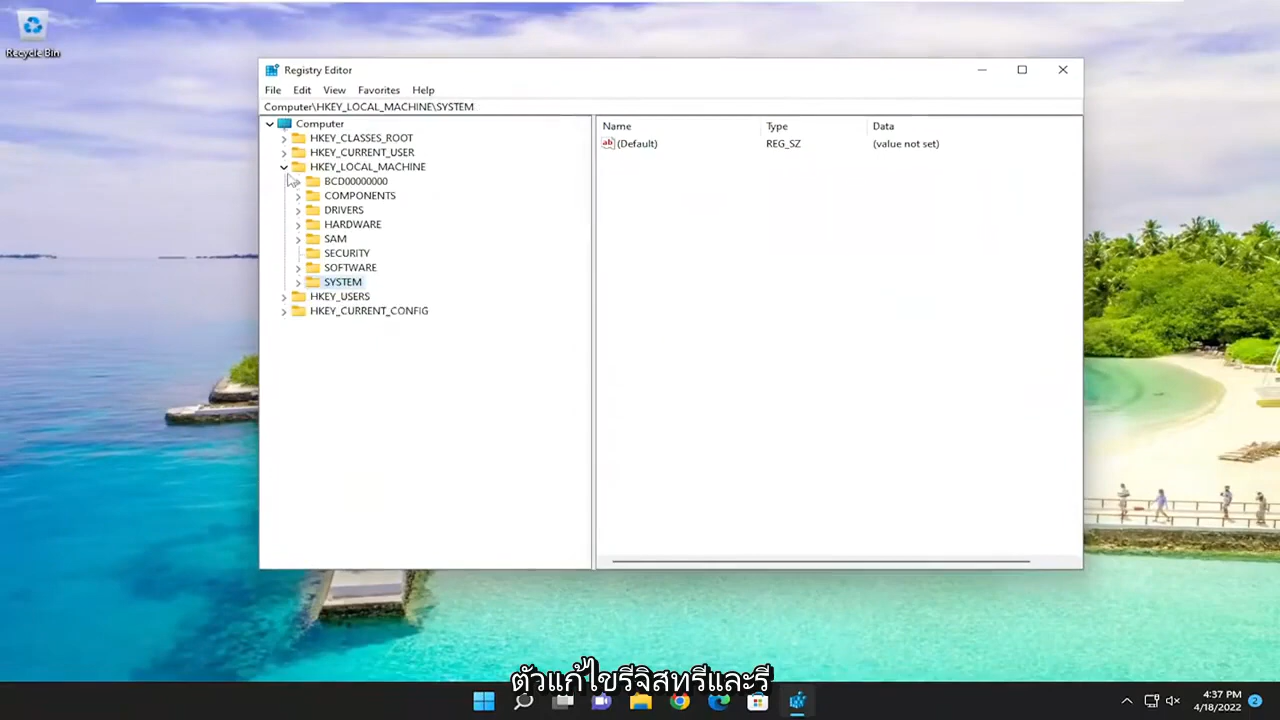 Recycle Bin
Registry Editor
File Edit View Favorites Help
Computer\HKEY_LOCAL_MACHINE\SYSTEM
Computer
HKEY_CLASSES_ROOT
HKEY_CURRENT_USER
HKEY_LOCAL_MACHINE
BCD00000000
COMPONENTS
DRIVERS
HARDWARE
SAM
SECURITY
SOFTWARE
SYSTEM
HKEY_USERS
HKEY_CURRENT_CONFIG
Name Type Data
ab (Default) REG_SZ (value not set)
ตัวแก้ไขรีจิสทรีและรี
4:37 PM
4/18/2022
2